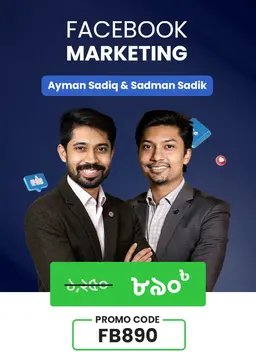 FACEBOOK
MARKETING
Ayman Sadiq & Sadman Sadik
১,২৫০ ৮৯০৳
PROMO CODE
FB890